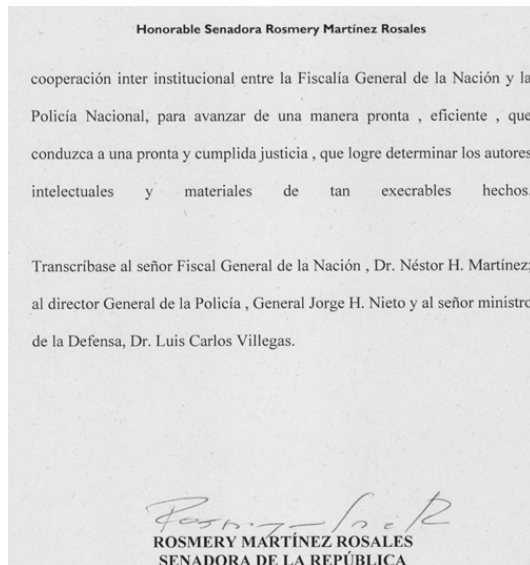 Honorable Senadora Rosmery Martínez Rosales
cooperación inter institucional entre la Fiscalía General de la Nación y la
Policía Nacional, para avanzar de una manera pronta , eficiente , que
conduzca a una pronta y cumplida justicia , que logre determinar los autores
intelectuales y materiales de tan execrables hechos.
Transcríbase al señor Fiscal General de la Nación , Dr. Néstor H. Martínez;
al director General de la Policía , General Jorge H. Nieto y al señor ministro
de la Defensa, Dr. Luis Carlos Villegas.
ROSMERY MARTÍNEZ ROSALES
SENADORA DE LA REPÚBLICA